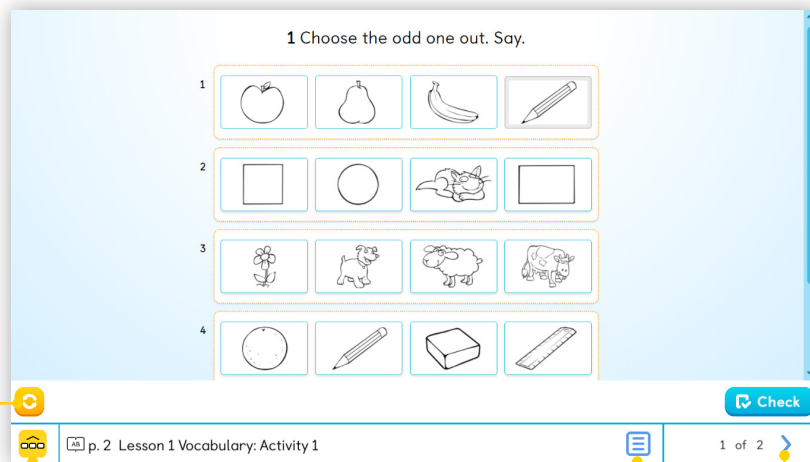 1 Choose the odd one out. Say.
1
2
3
4
Check
AB p. 2 Lesson 1 Vocabulary: Activity 1
1 of 2